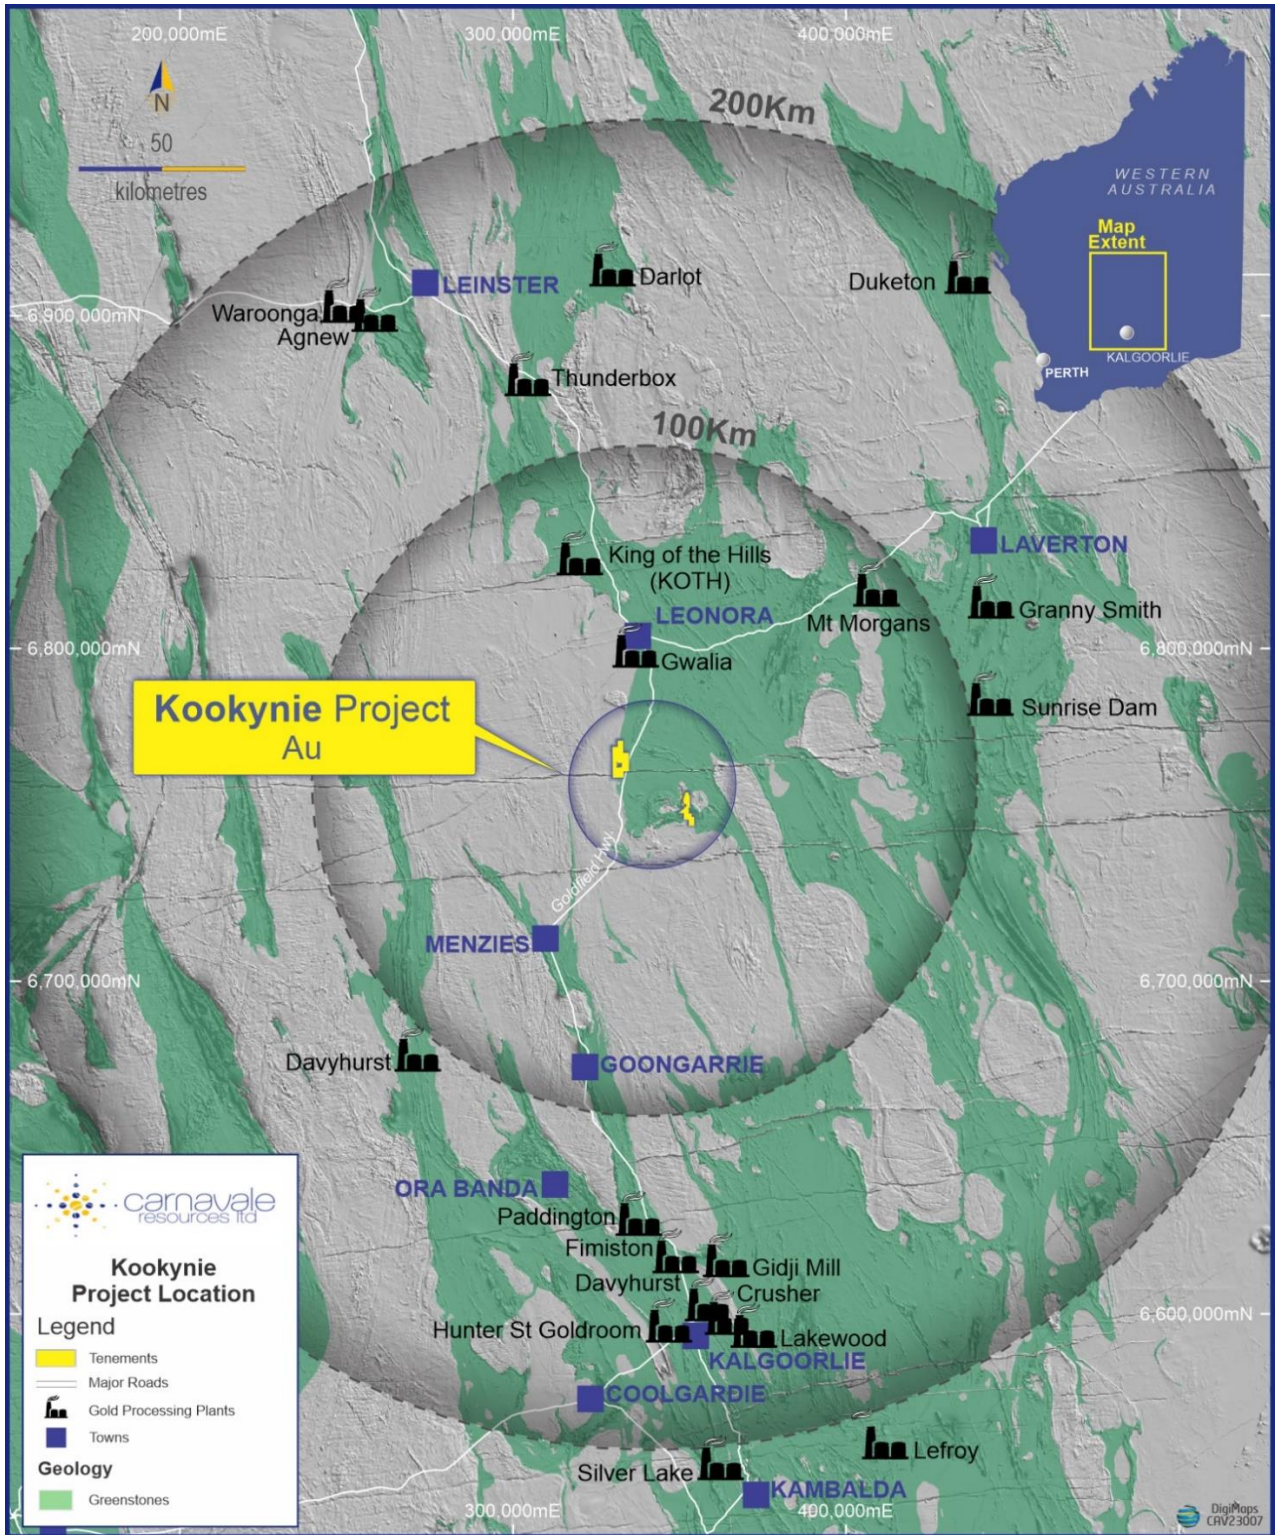 200,000mE
300,000mE
400,000mE
N
50
kilometres
200Km
WESTERN
AUSTRALIA
Map
Extent
KALGOORLIE
PERTH
LEINSTER
Darlot
Duketon
Waroonga
Agnew
6,900,000mN
Thunderbox
100Km
LAVERTON
King of the Hills
(KOTH)
Granny Smith
LEONORA
Mt Morgans
6,800,000mN
Gwalia
6,800,000mN
Kookynie Project
Au
Sunrise Dam
Goldfield Hwy
MENZIES
6,700,000mN
6,700,000mN
Davyhurst
GOONGARRIE
ORA BANDA
Paddington
Fimiston
Gidji Mill
Davyhurst
Crusher
6,600,000mN
Hunter St Goldroom
Lakewood
KALGOORLIE
COOLGARDIE
Lefroy
Silver Lake
KAMBALDA
300,000mE
400,000mE
carnavale
resources ltd
Kookynie
Project Location
Legend
Tenements
Major Roads
Gold Processing Plants
Towns
Geology
Greenstones
DigiMaps
CAV23007